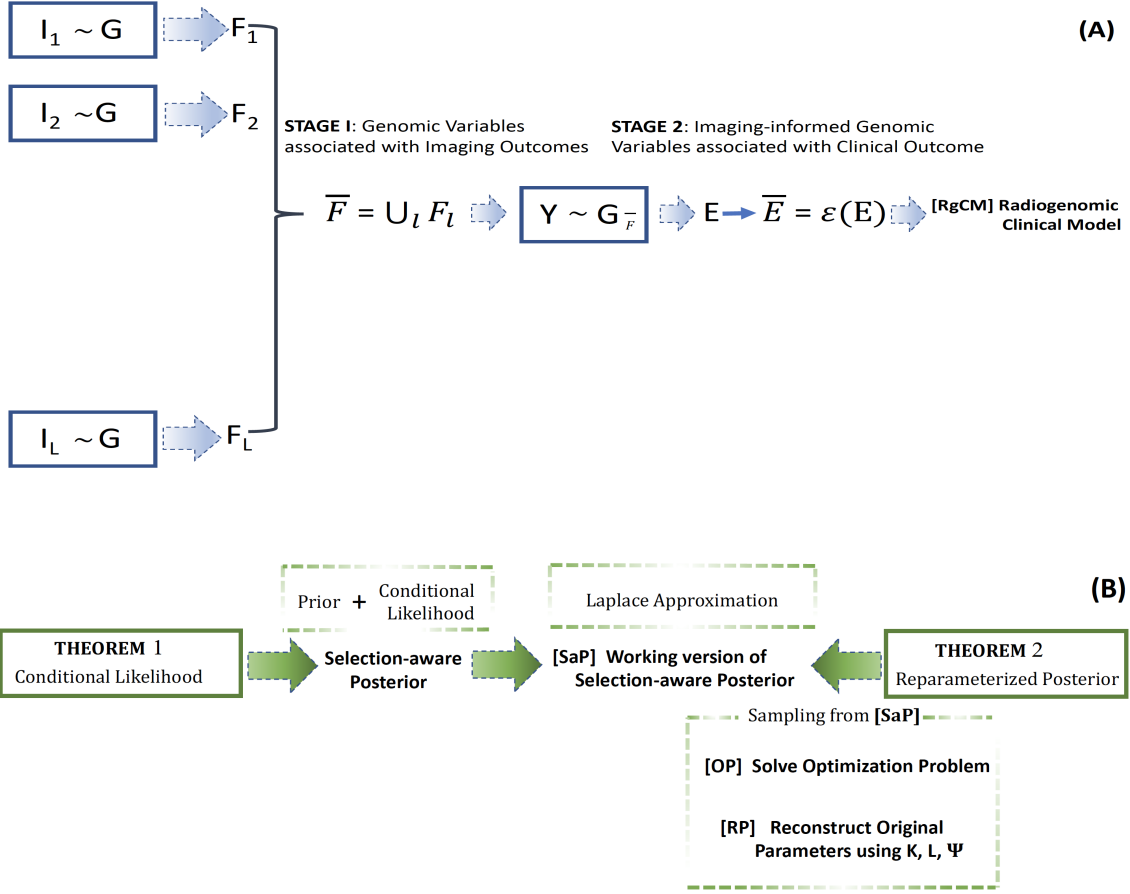 (A)
I₁ ~ G F₁
I₂ ~ G F₂
STAGE I: Genomic Variables
associated with Imaging Outcomes
STAGE 2: Imaging-informed Genomic
Variables associated with Clinical Outcome
F̅ = ⋃ₗ Fₗ
Y ~ G_F̅
E
E̅ = ε(E)
[RgCM] Radiogenomic
Clinical Model
I_L ~ G F_L
(B)
Prior + Conditional
Likelihood
Laplace Approximation
THEOREM 1
Conditional Likelihood
Selection-aware
Posterior
[SaP] Working version of
Selection-aware Posterior
THEOREM 2
Reparameterized Posterior
Sampling from [SaP]
[OP] Solve Optimization Problem
[RP] Reconstruct Original
Parameters using K, L, Ψ